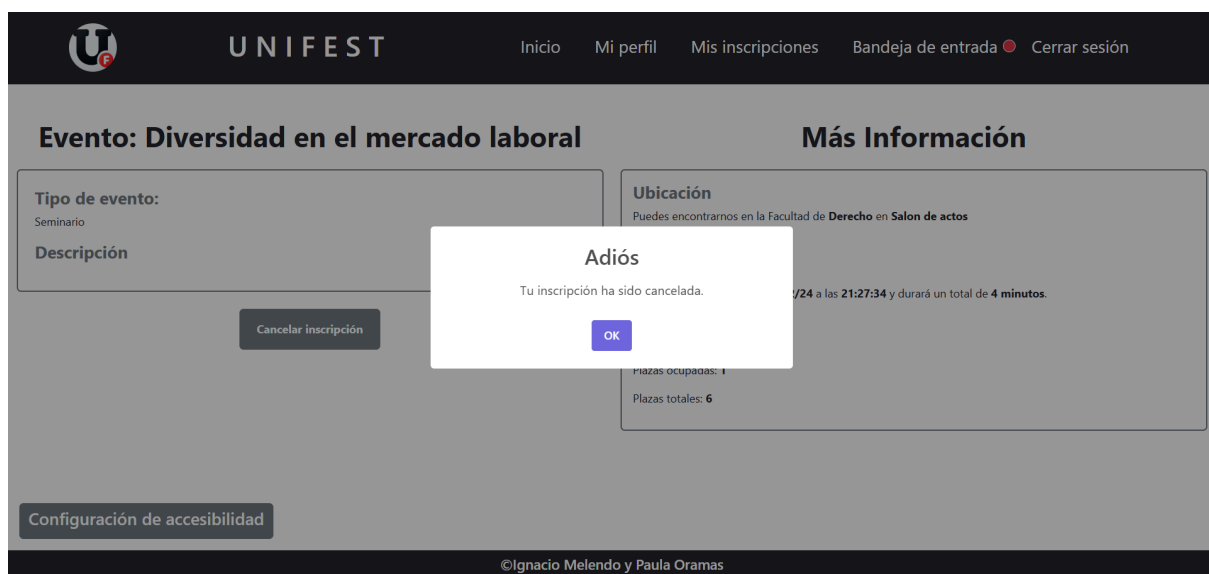 U
F
UNIFEST
Inicio
Mi perfil
Mis inscripciones
Bandeja de entrada
Cerrar sesión
Evento: Diversidad en el mercado laboral
Tipo de evento:
Seminario
Descripción
Cancelar inscripción
Más Información
Ubicación
Puedes encontrarnos en la Facultad de Derecho en Salon de actos
/24 a las 21:27:34 y durará un total de 4 minutos.
Plazas ocupadas: 1
Plazas totales: 6
Adiós
Tu inscripción ha sido cancelada.
OK
Configuración de accesibilidad
©Ignacio Melendo y Paula Oramas